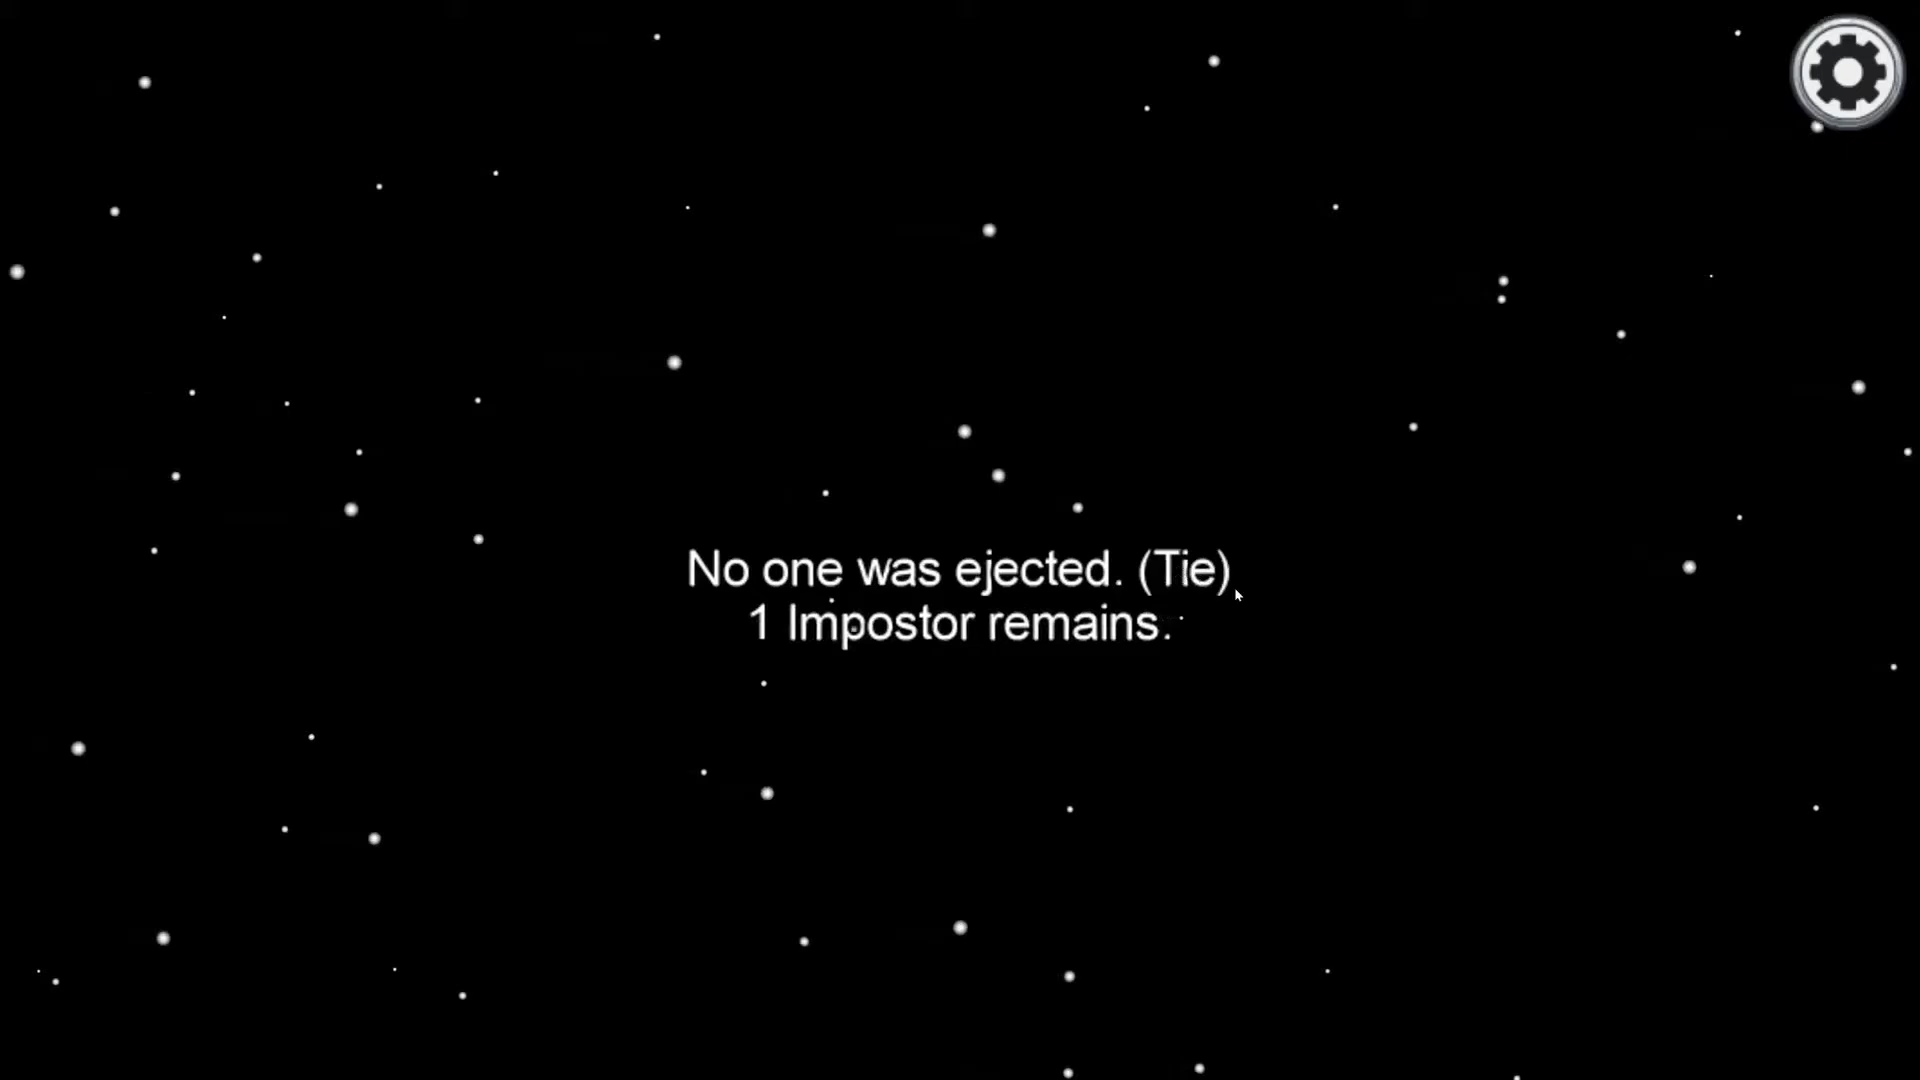 No one was ejected. (Tie)
1 Impostor remains.